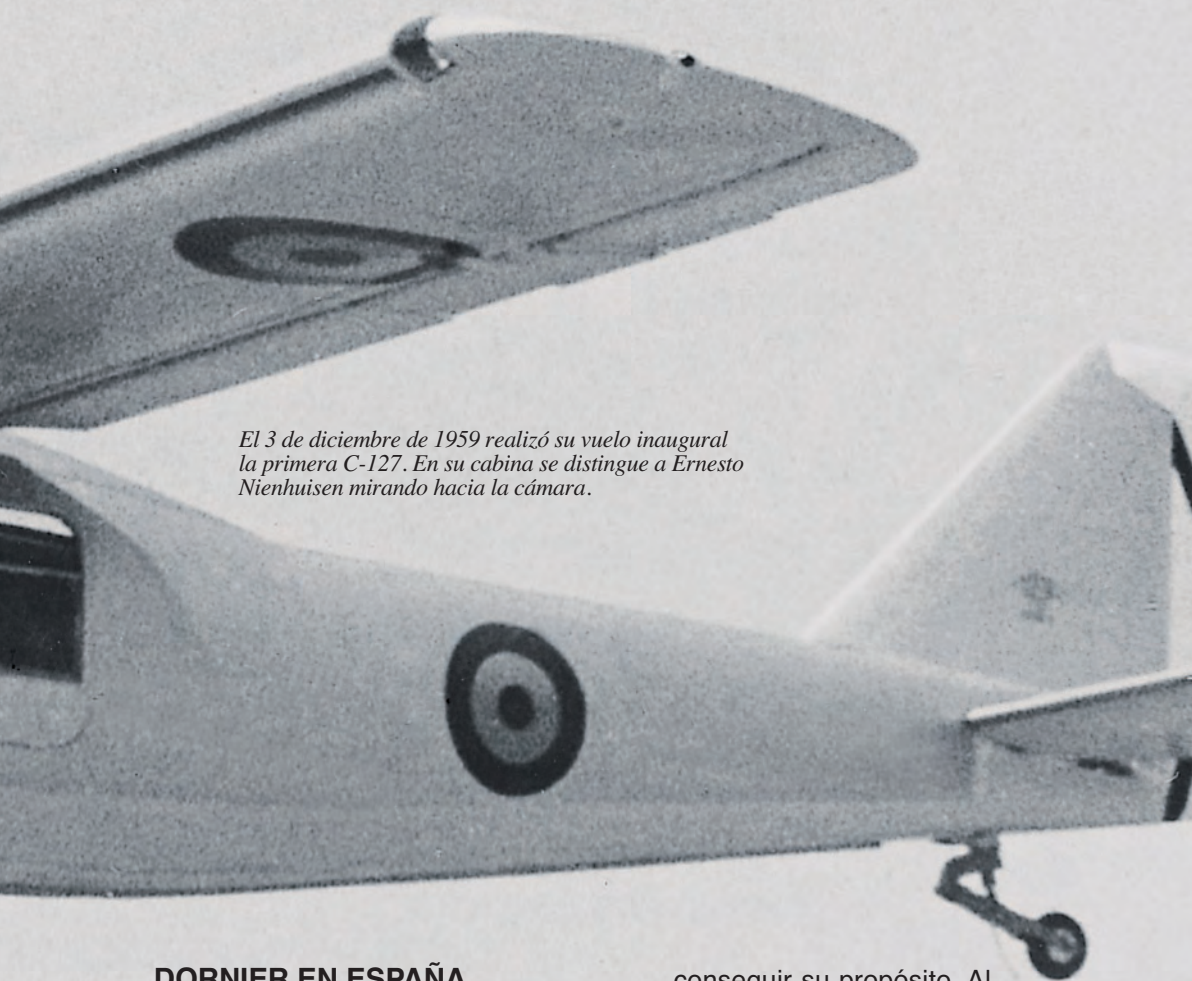 El 3 de diciembre de 1959 realizó su vuelo inaugural
la primera C-127. En su cabina se distingue a Ernesto
Nienhuisen mirando hacia la cámara.
DORNIER EN ESPAÑA
conseguir su propósito. Al